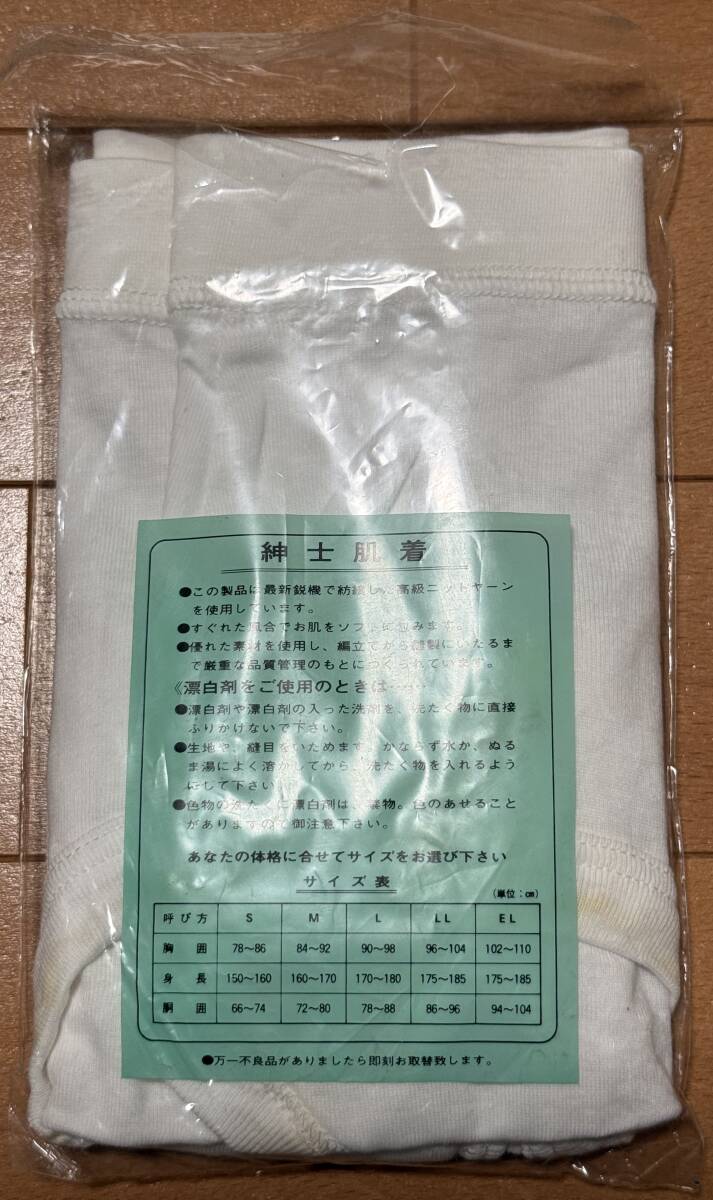 紳士肌着
●この製品は最新鋭機で紡績した高級ニットヤーン
を使用しています。
●すぐれた風合でお肌をソフトに包みます。
●優れた素材を使用し、編立てから縫製にいたるま
で厳重な品質管理のもとにつくられています。
《漂白剤をご使用のときは……
●漂白剤や漂白剤の入った洗剤を、洗たく物に直接
ふりかけないで下さい。
●生地や、縫目をいためます。かならず水か、ぬる
ま湯によく溶かしてから、洗たく物を入れるよう
にして下さい
●色物の洗たくに漂白剤は、禁物。色のあせること
がありますので御注意下さい。
あなたの体格に合せてサイズをお選び下さい
サイズ表
(単位：㎝)
呼び方 S M L LL EL
胸囲 78〜86 84〜92 90〜98 96〜104 102〜110
身長 150〜160 160〜170 170〜180 175〜185 175〜185
胴囲 66〜74 72〜80 78〜88 86〜96 94〜104
●万一不良品がありましたら即刻お取替致します。